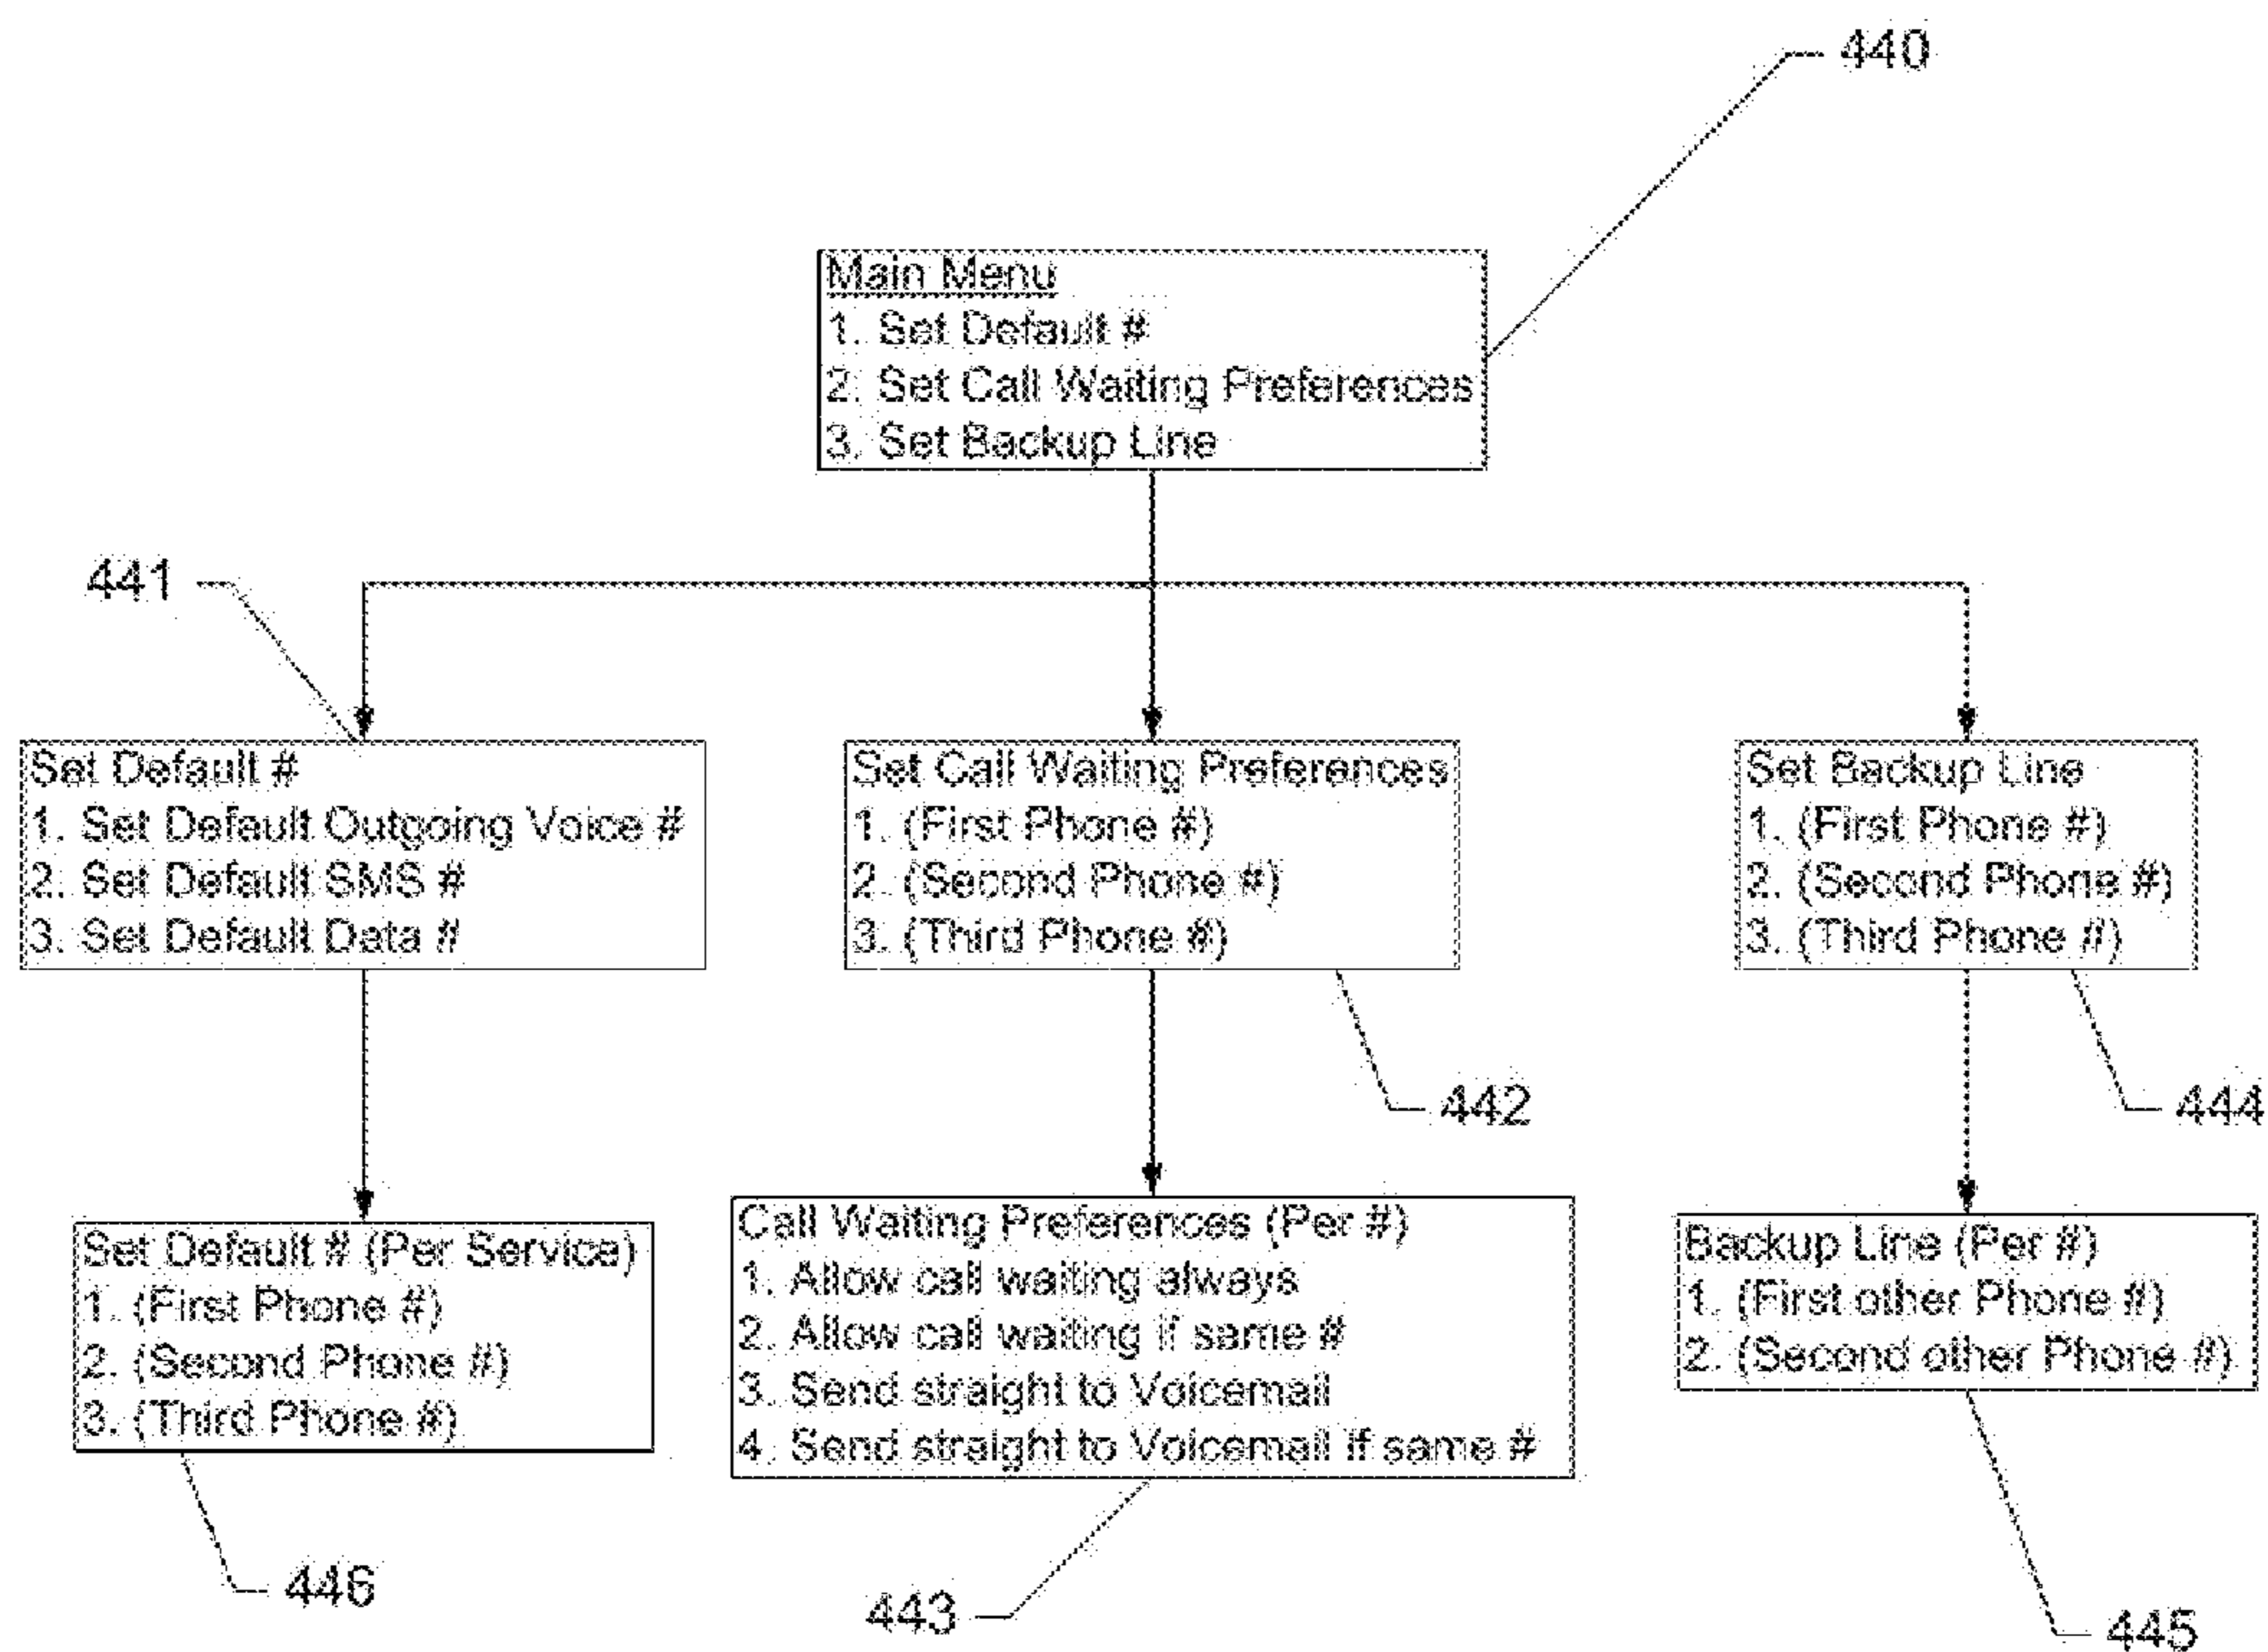 440
Main Menu
1. Set Default #
2. Set Call Waiting Preferences
3. Set Backup Line
441
Set Default #
1. Set Default Outgoing Voice #
2. Set Default SMS #
3. Set Default Data #
Set Call Waiting Preferences
1. (First Phone #)
2. (Second Phone #)
3. (Third Phone #)
Set Backup Line
1. (First Phone #)
2. (Second Phone #)
3. (Third Phone #)
442
444
Set Default # (Per Service)
1. (First Phone #)
2. (Second Phone #)
3. (Third Phone #)
Call Waiting Preferences (Per #)
1. Allow call waiting always
2. Allow call waiting if same #
3. Send straight to Voicemail
4. Send straight to Voicemail if same #
Backup Line (Per #)
1. (First other Phone #)
2. (Second other Phone #)
446
443
445